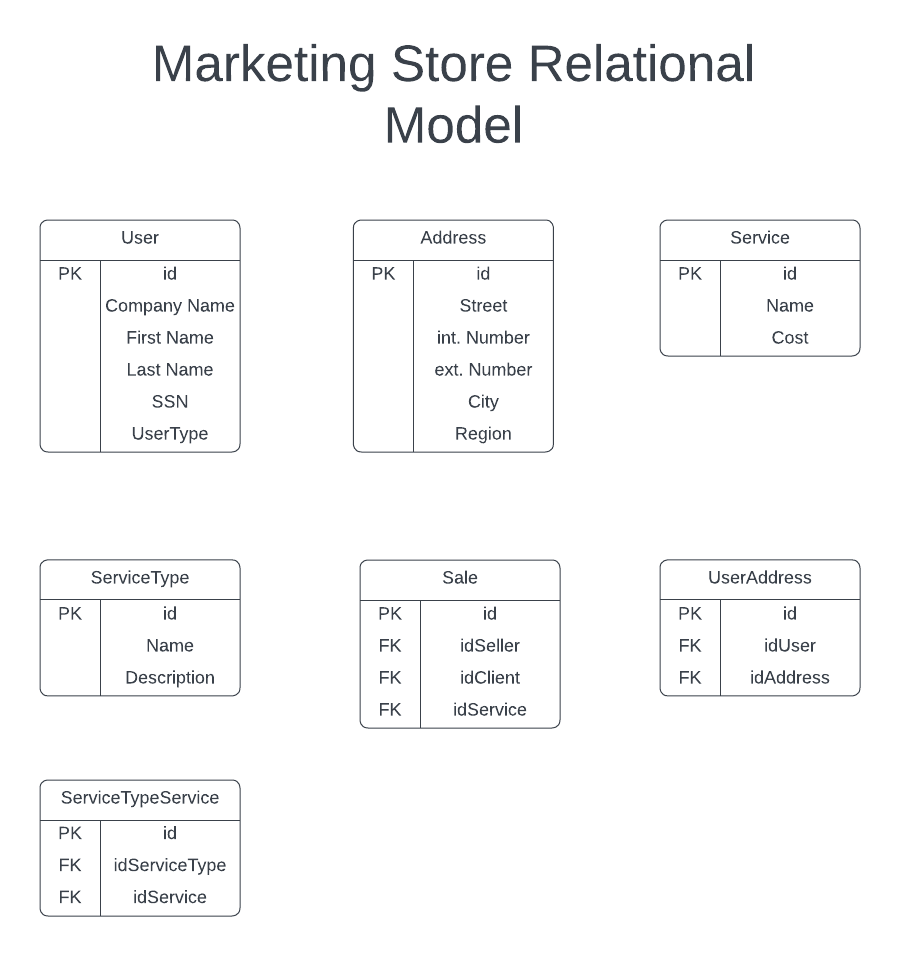 Marketing Store Relational
Model
User
PK id
Company Name
First Name
Last Name
SSN
UserType
Address
PK id
Street
int. Number
ext. Number
City
Region
Service
PK id
Name
Cost
ServiceType
PK id
Name
Description
Sale
PK id
FK idSeller
FK idClient
FK idService
UserAddress
PK id
FK idUser
FK idAddress
ServiceTypeService
PK id
FK idServiceType
FK idService